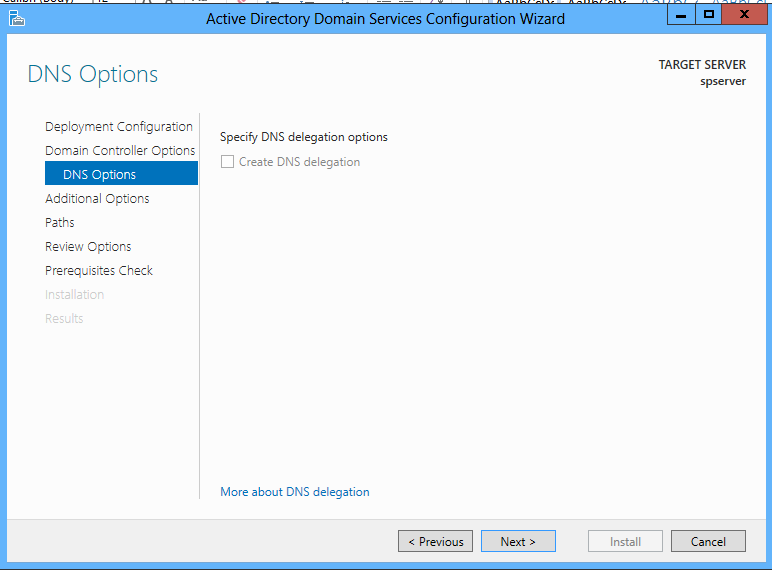 Active Directory Domain Services Configuration Wizard
DNS Options
TARGET SERVER
spserver
Deployment Configuration
Domain Controller Options
DNS Options
Additional Options
Paths
Review Options
Prerequisites Check
Installation
Results
Specify DNS delegation options
Create DNS delegation
More about DNS delegation
< Previous
Next >
Install
Cancel